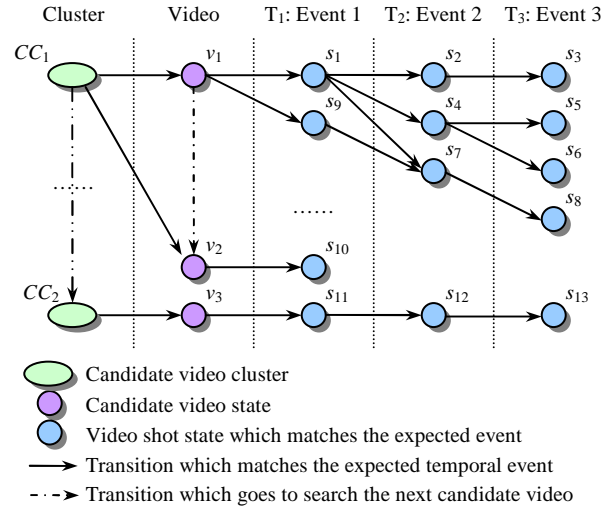 Cluster Video T₁: Event 1 T₂: Event 2 T₃: Event 3
CC₁ v₁ s₁ s₂ s₃
s₉ s₄ s₅
s₇ s₆
......... ...... s₈
v₂ s₁₀
CC₂ v₃ s₁₁ s₁₂ s₁₃
Candidate video cluster
Candidate video state
Video shot state which matches the expected event
Transition which matches the expected temporal event
Transition which goes to search the next candidate video